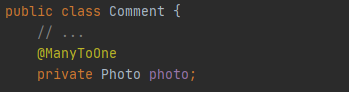 public class Comment {
    // ...
    @ManyToOne
    private Photo photo;